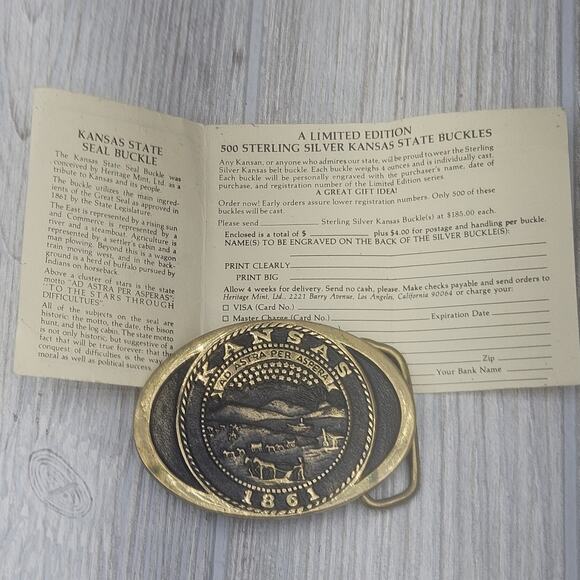 KANSAS STATE
SEAL BUCKLE
The Kansas State Seal Buckle was
conceived by Heritage Mint, Ltd as a
tribute to Kansas and its people.
The buckle utilizes the main ingred-
ients of the Great Seal as approved in
1861 by the State Legislature.
The East is represented by a rising sun
and Commerce is represented by a
river and a steamboat. Agriculture is
represented by a settler's cabin and a
man plowing. Beyond this is a wagon
train moving west, and in the back-
ground is a herd of buffalo pursued by
Indians on horseback.
Above a cluster of stars is the state
motto "AD ASTRA PER ASPERAS":
"TO THE STARS THROUGH
DIFFICULTUES"
All of the subjects on the seal are
historic: the motto, the date, the bison
hunt, and the log cabin. The state motto
is not only historic, but suggestive of a
fact that will be true forever: that the
conquest of difficulties is the way
moral as well as political success.
A LIMITED EDITION
500 STERLING SILVER KANSAS STATE BUCKLES
Any Kansan, or anyone who admires our state, will be proud to wear the Sterling
Silver Kansas belt buckle. Each buckle weighs 4 ounces and is individually cast.
Each buckle will be personally engraved with the purchaser's name, date of
purchase, and registration number of the Limited Edition series.
A GREAT GIFT IDEA!
Order now! Early orders assure lower registration numbers. Only 500 of these
buckles will be cast.
Please send Sterling Silver Kansas Buckle(s) at $185.00 each.
Enclosed is a total of $ plus $4.00 for postage and handling per buckle.
NAME(S) TO BE ENGRAVED ON THE BACK OF THE SILVER BUCKLE(S):
PRINT CLEARLY
PRINT BIG
Allow 4 weeks for delivery. Send no cash, please. Make checks payable and send orders to
Heritage Mint, Ltd., 2221 Barry Avenue, Los Angeles, California 90064 or charge your:
VISA (Card No.)
Master Charge (Card No.) Expiration Date
Zip
Your Bank Name
KANSAS
AD ASTRA PER ASPERA
1861